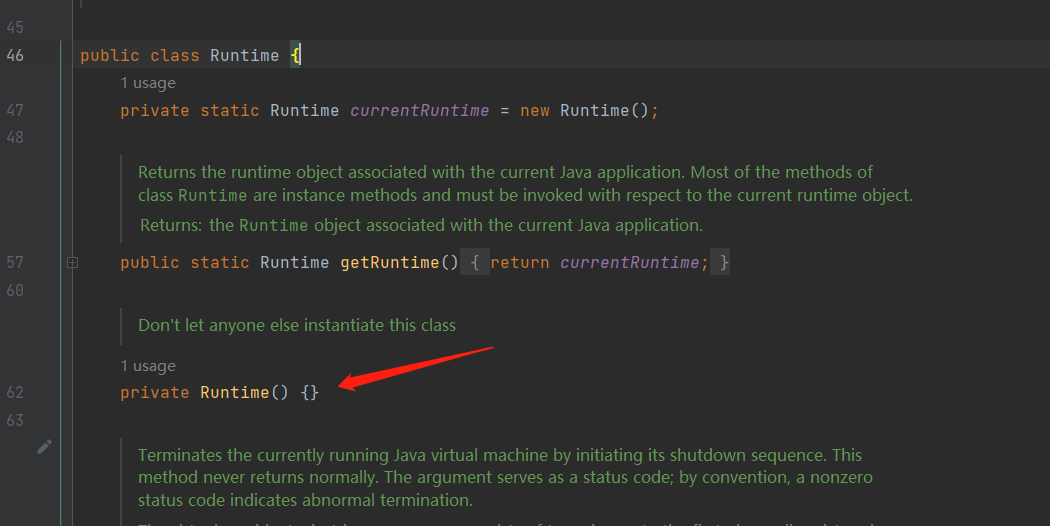 45
46 public class Runtime {
1 usage
47 private static Runtime currentRuntime = new Runtime();
48
Returns the runtime object associated with the current Java application. Most of the methods of
class Runtime are instance methods and must be invoked with respect to the current runtime object.
Returns: the Runtime object associated with the current Java application.
57 public static Runtime getRuntime() { return currentRuntime; }
60
Don't let anyone else instantiate this class
1 usage
62 private Runtime() {}
63
Terminates the currently running Java virtual machine by initiating its shutdown sequence. This
method never returns normally. The argument serves as a status code; by convention, a nonzero
status code indicates abnormal termination.